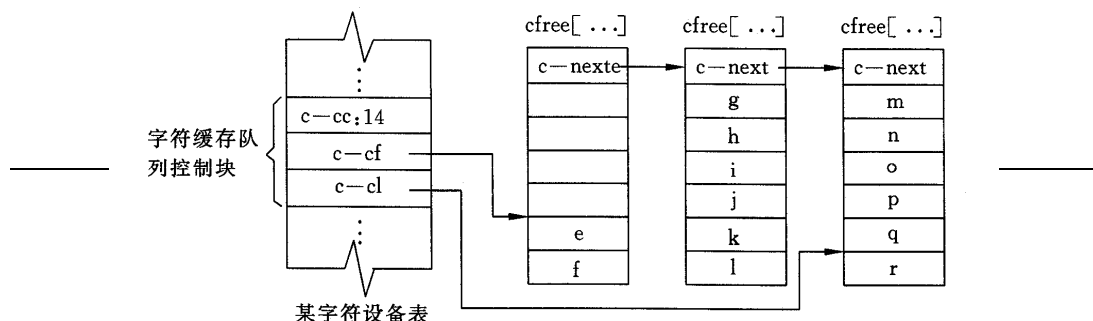 cfree[ ...] cfree[ ...] cfree[ ...]
c—nexte c—next c—next
g m
c—cc:14
字符缓存队
列控制块
h n
c—cf
i o
c—cl
j p
e k q
f l r
某字符设备表